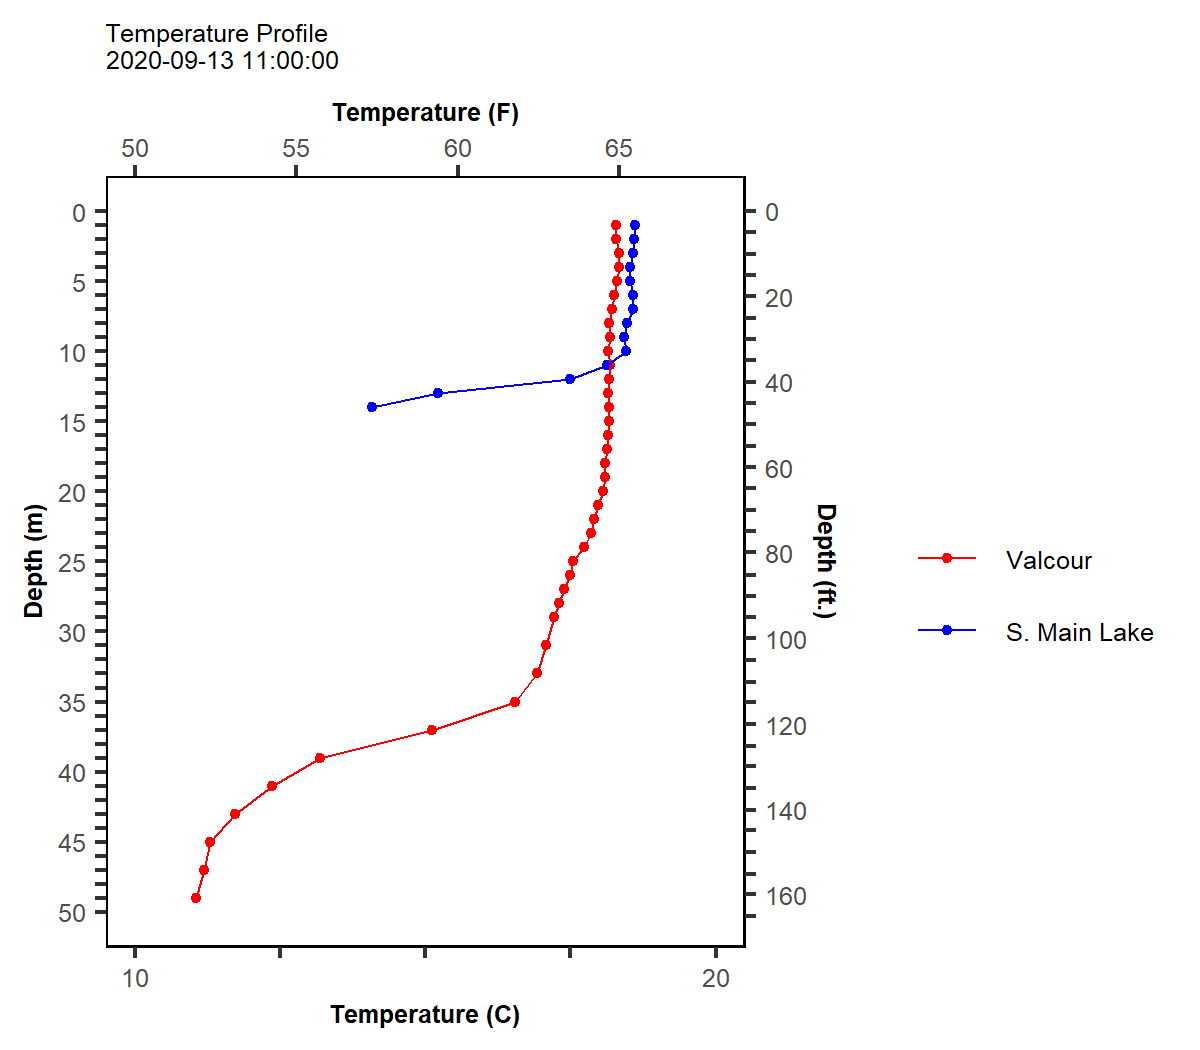 Temperature Profile
2020-09-13 11:00:00
Temperature (F)
50 55 60 65
0
5
10
15
20
25
30
35
40
45
50
Depth (m)
0
20
40
60
80
100
120
140
160
Depth (ft.)
Valcour
S. Main Lake
10 20
Temperature (C)